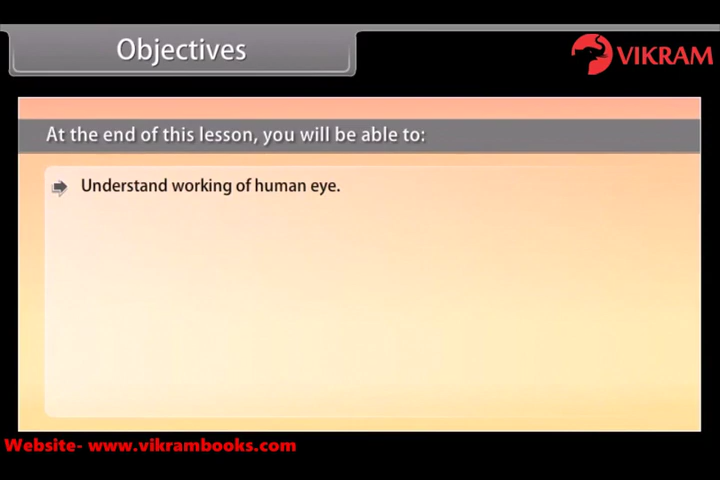 Objectives
VIKRAM
At the end of this lesson, you will be able to:
Understand working of human eye.
Website- www.vikrambooks.com